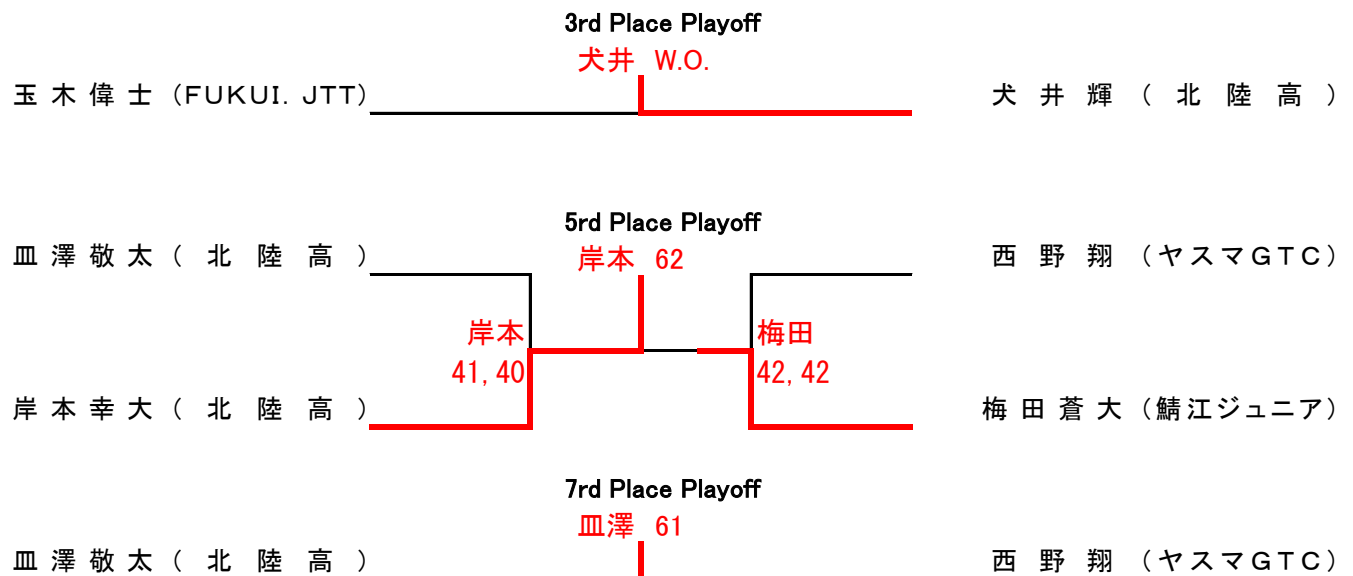 3rd Place Playoff
犬井 W.O.
玉木偉士（FUKUI. JTT）
犬井輝（北陸高）
5rd Place Playoff
皿澤敬太（北陸高）
岸本 62
西野翔（ヤスマGTC）
岸本
41,40
梅田
42,42
岸本幸大（北陸高）
梅田蒼大（鯖江ジュニア）
7rd Place Playoff
皿澤 61
皿澤敬太（北陸高）
西野翔（ヤスマGTC）